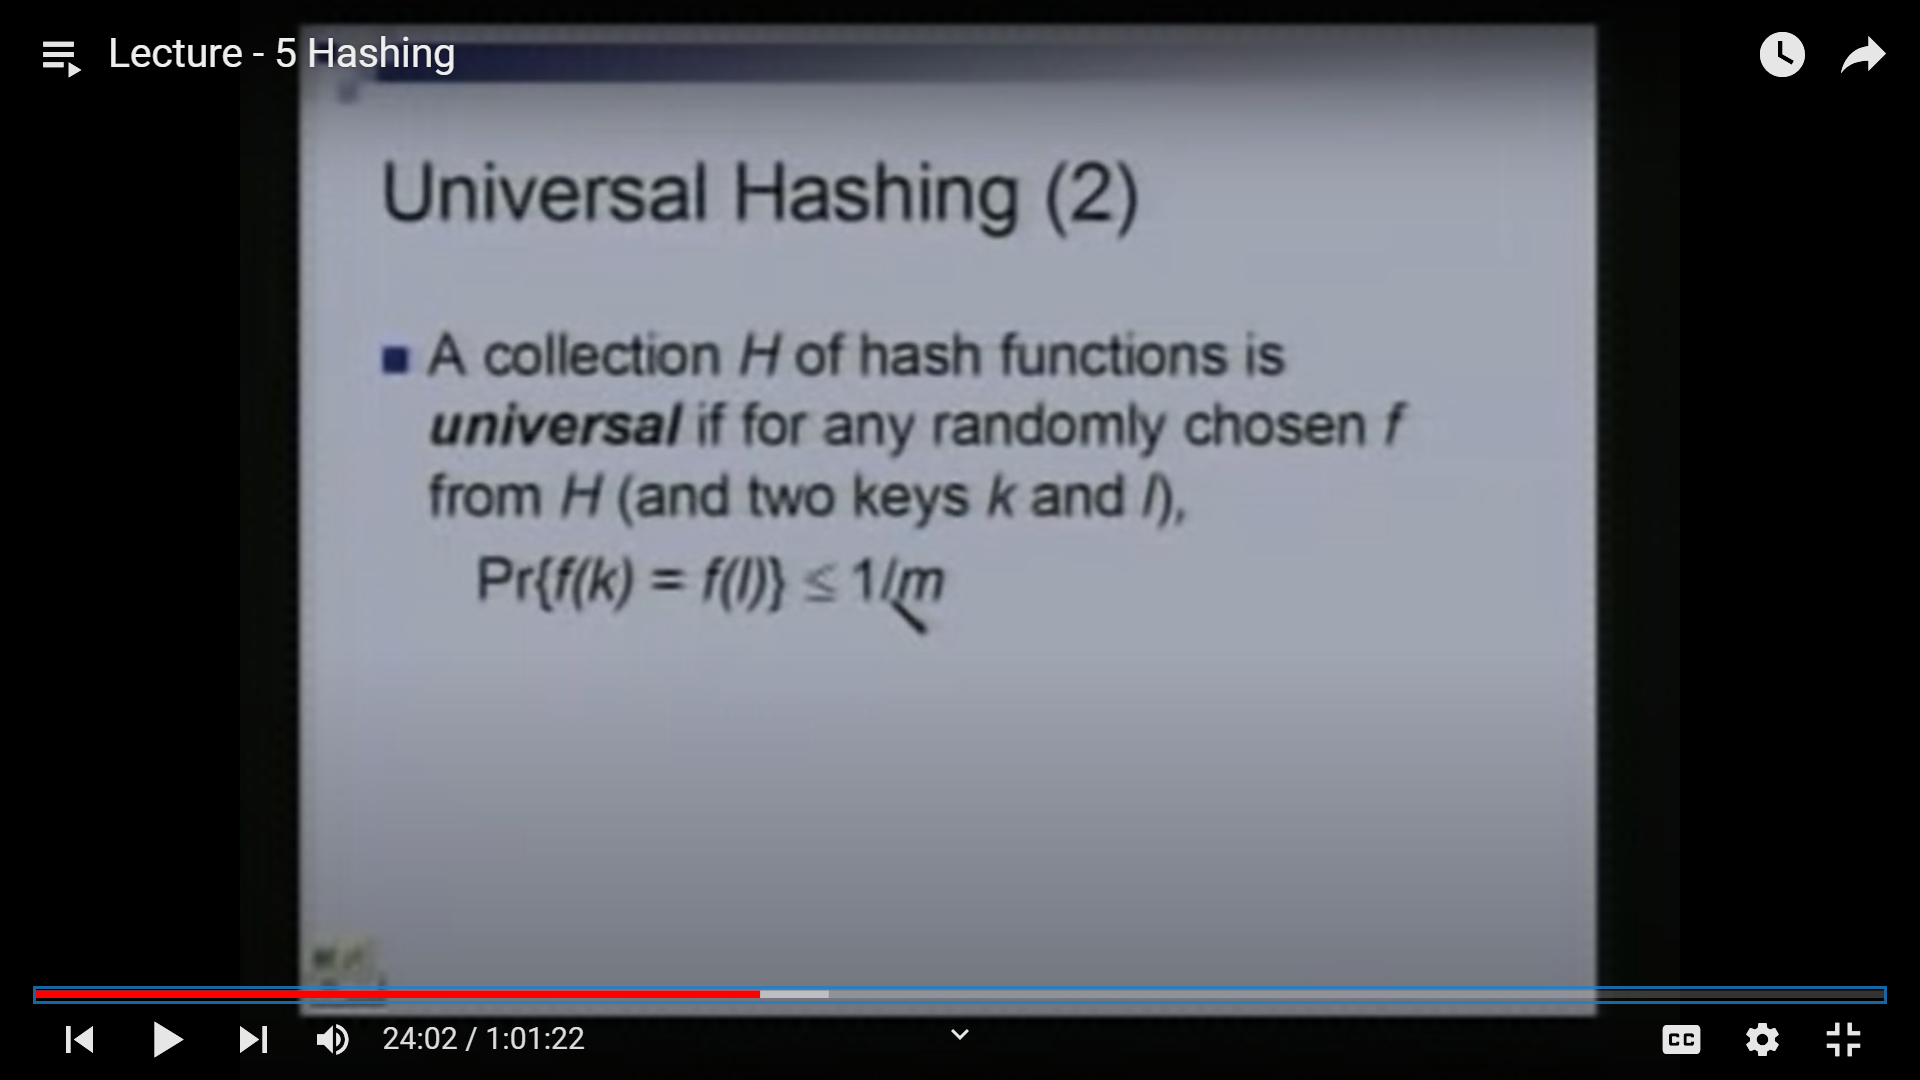 Lecture - 5 Hashing
Universal Hashing (2)
A collection H of hash functions is
universal if for any randomly chosen f
from H (and two keys k and l),
Pr{f(k) = f(l)} ≤ 1/m
24:02 / 1:01:22
CC